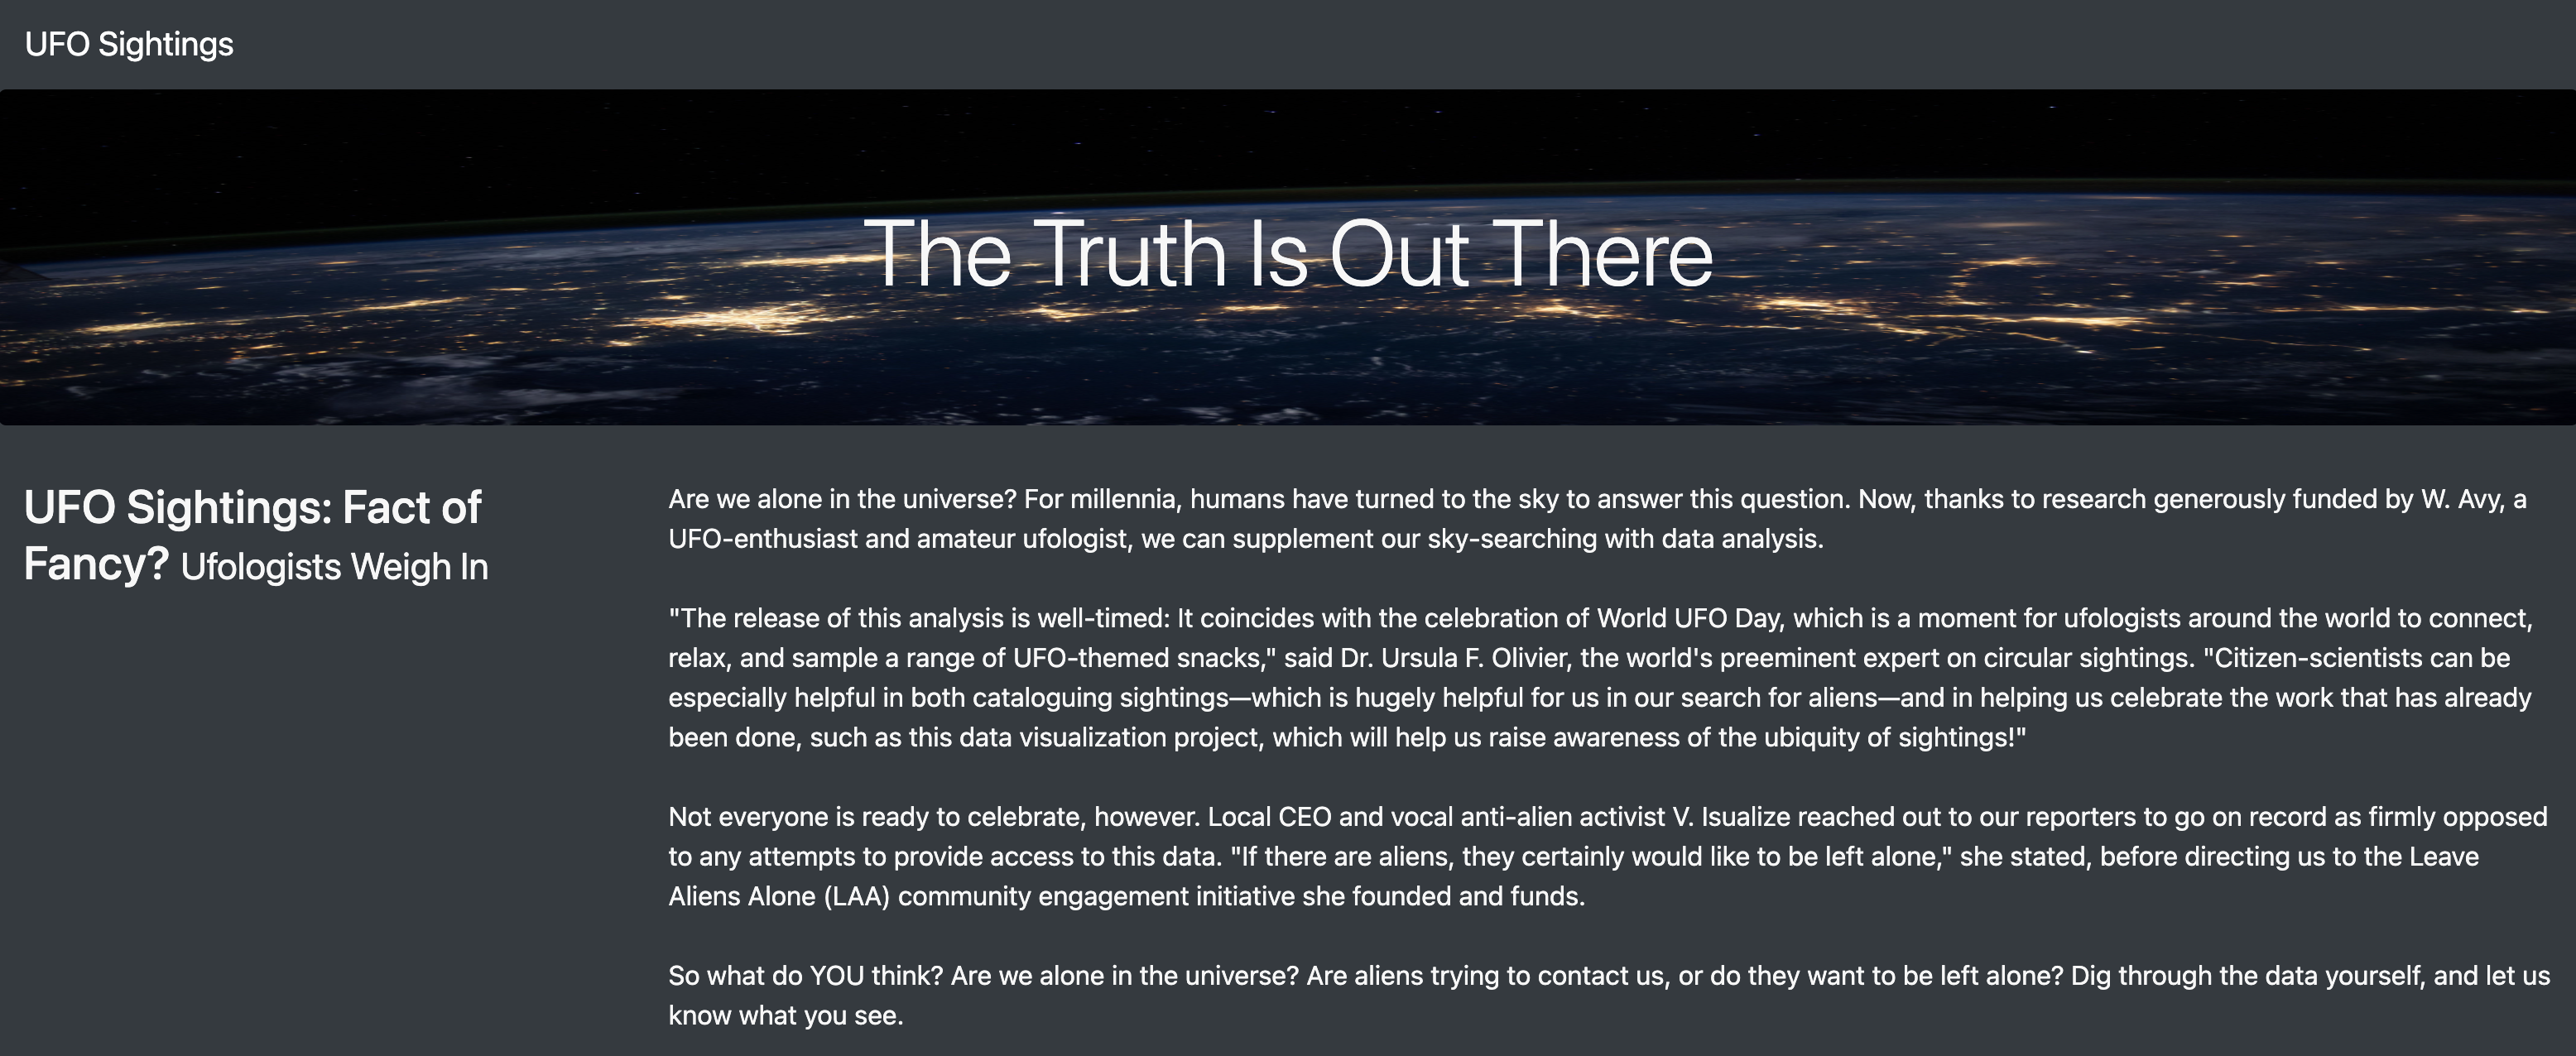 UFO Sightings
The Truth Is Out There
UFO Sightings: Fact of
Fancy? Ufologists Weigh In
Are we alone in the universe? For millennia, humans have turned to the sky to answer this question. Now, thanks to research generously funded by W. Avy, a
UFO-enthusiast and amateur ufologist, we can supplement our sky-searching with data analysis.
"The release of this analysis is well-timed: It coincides with the celebration of World UFO Day, which is a moment for ufologists around the world to connect,
relax, and sample a range of UFO-themed snacks," said Dr. Ursula F. Olivier, the world's preeminent expert on circular sightings. "Citizen-scientists can be
especially helpful in both cataloguing sightings—which is hugely helpful for us in our search for aliens—and in helping us celebrate the work that has already
been done, such as this data visualization project, which will help us raise awareness of the ubiquity of sightings!"
Not everyone is ready to celebrate, however. Local CEO and vocal anti-alien activist V. Isualize reached out to our reporters to go on record as firmly opposed
to any attempts to provide access to this data. "If there are aliens, they certainly would like to be left alone," she stated, before directing us to the Leave
Aliens Alone (LAA) community engagement initiative she founded and funds.
So what do YOU think? Are we alone in the universe? Are aliens trying to contact us, or do they want to be left alone? Dig through the data yourself, and let us
know what you see.